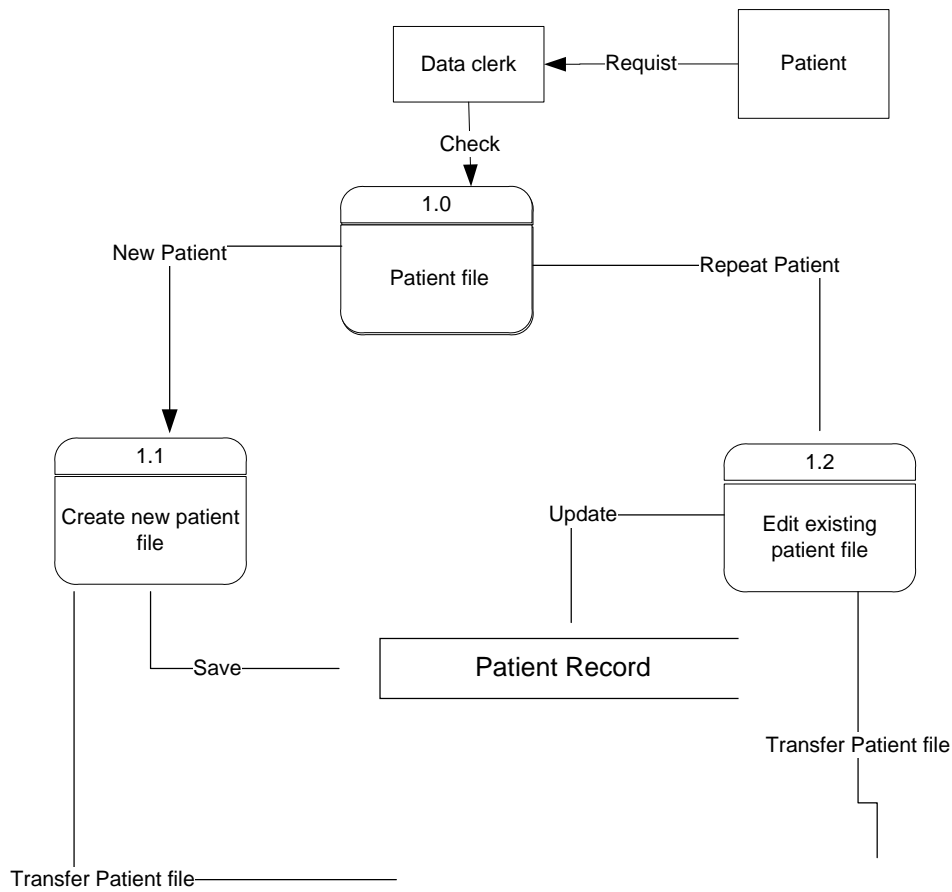 Data clerk
Requist
Patient
Check
1.0
Patient file
New Patient
Repeat Patient
1.1
Create new patient
file
1.2
Edit existing
patient file
Update
Save
Patient Record
Transfer Patient file
Transfer Patient file